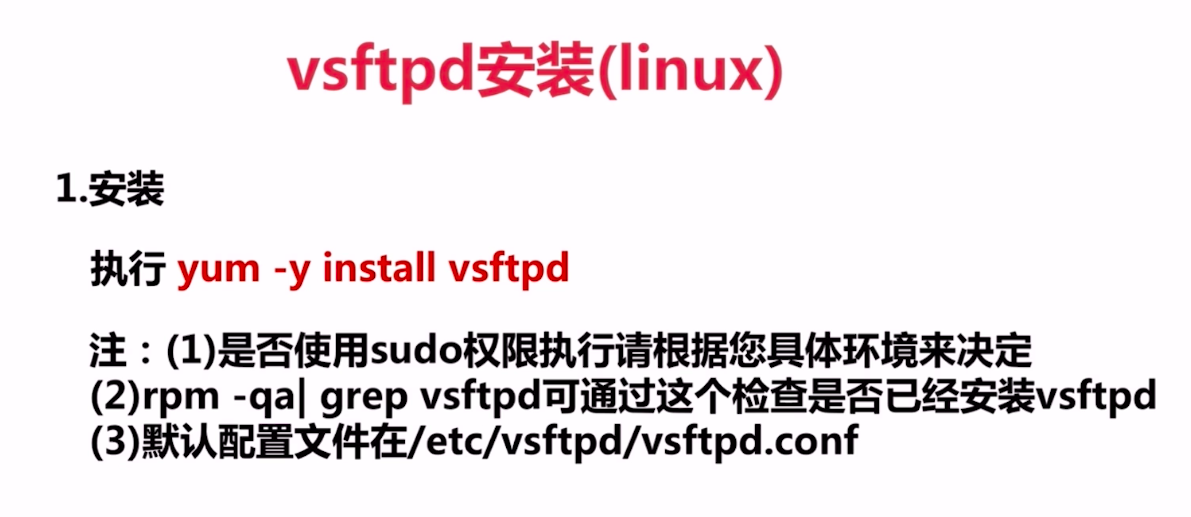 vsftpd安装(linux)
1.安装
执行 yum -y install vsftpd
注：(1)是否使用sudo权限执行请根据您具体环境来决定
(2)rpm -qa| grep vsftpd可通过这个检查是否已经安装vsftpd
(3)默认配置文件在/etc/vsftpd/vsftpd.conf